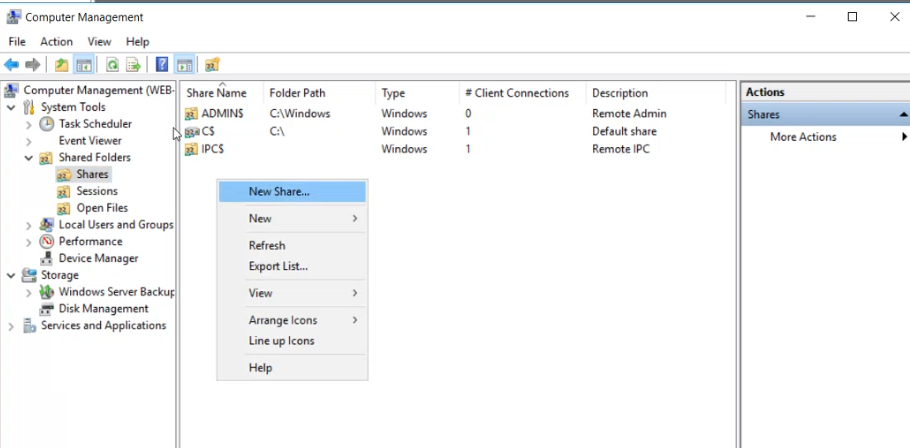 Computer Management
File Action View Help
Computer Management (WEB-
System Tools
Task Scheduler
Event Viewer
Shared Folders
Shares
Sessions
Open Files
Local Users and Groups
Performance
Device Manager
Storage
Windows Server Backup
Disk Management
Services and Applications
Share Name Folder Path Type # Client Connections Description
ADMIN$ C:\Windows Windows 0 Remote Admin
C$ C:\ Windows 1 Default share
IPC$ Windows 1 Remote IPC
New Share...
New
Refresh
Export List...
View
Arrange Icons
Line up Icons
Help
Actions
Shares
More Actions